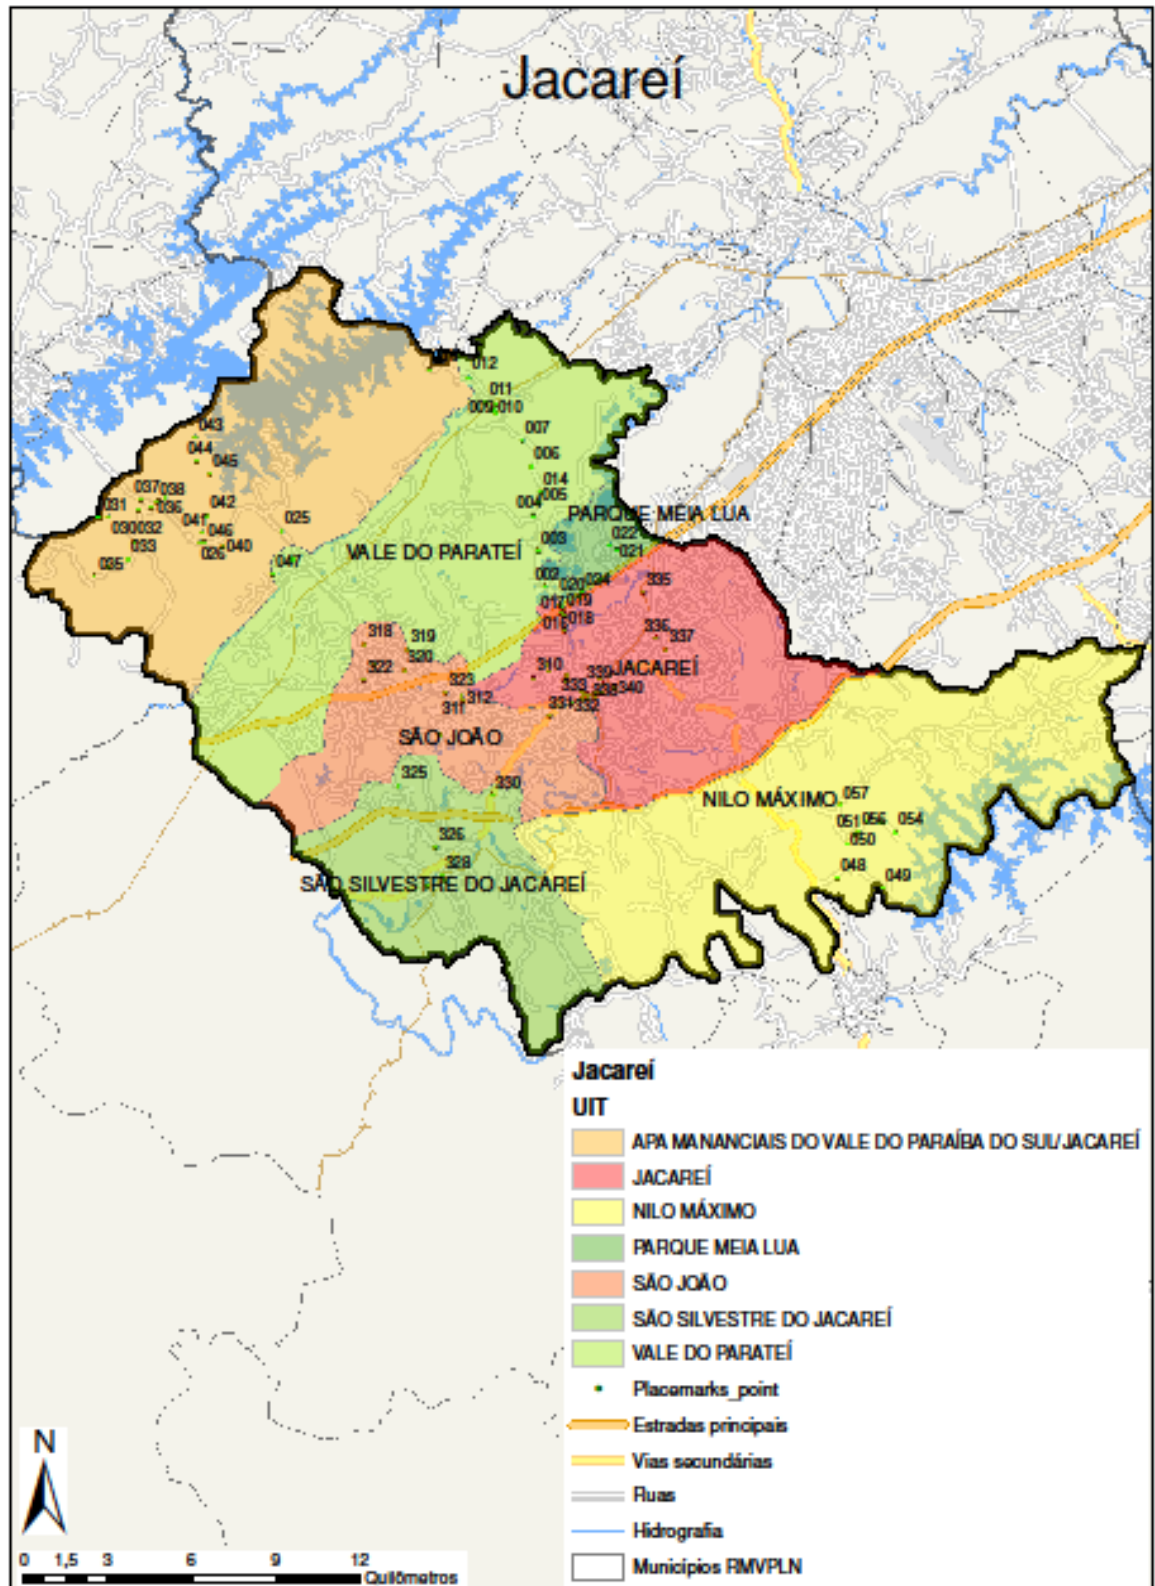 Jacareí
012
011
009 010
007
006
014
005
004
PARQUE MEIA LUA
022
003
021
VALE DO PARATEÍ
002
020 024
019
017
018
016
043
044
045
037 038
036
031
042
041
030 032
046
025
033
026 040
035
047
335
336
337
318
319
320
322
323
310
339
JACAREÍ
333
338 340
312
311
331 332
SÃO JOÃO
325
330
326
328
SÃO SILVESTRE DO JACAREÍ
NILO MÁXIMO
057
051 056 054
050
048
049
Jacareí
UIT
APA MANANCIAIS DO VALE DO PARAÍBA DO SUL/JACAREÍ
JACAREÍ
NILO MÁXIMO
PARQUE MEIA LUA
SÃO JOÃO
SÃO SILVESTRE DO JACAREÍ
VALE DO PARATEÍ
Placemarks_point
Estradas principais
Vias secundárias
Ruas
Hidrografia
Municípios RMVPLN
N
0 1,5 3 6 9 12
Quilômetros